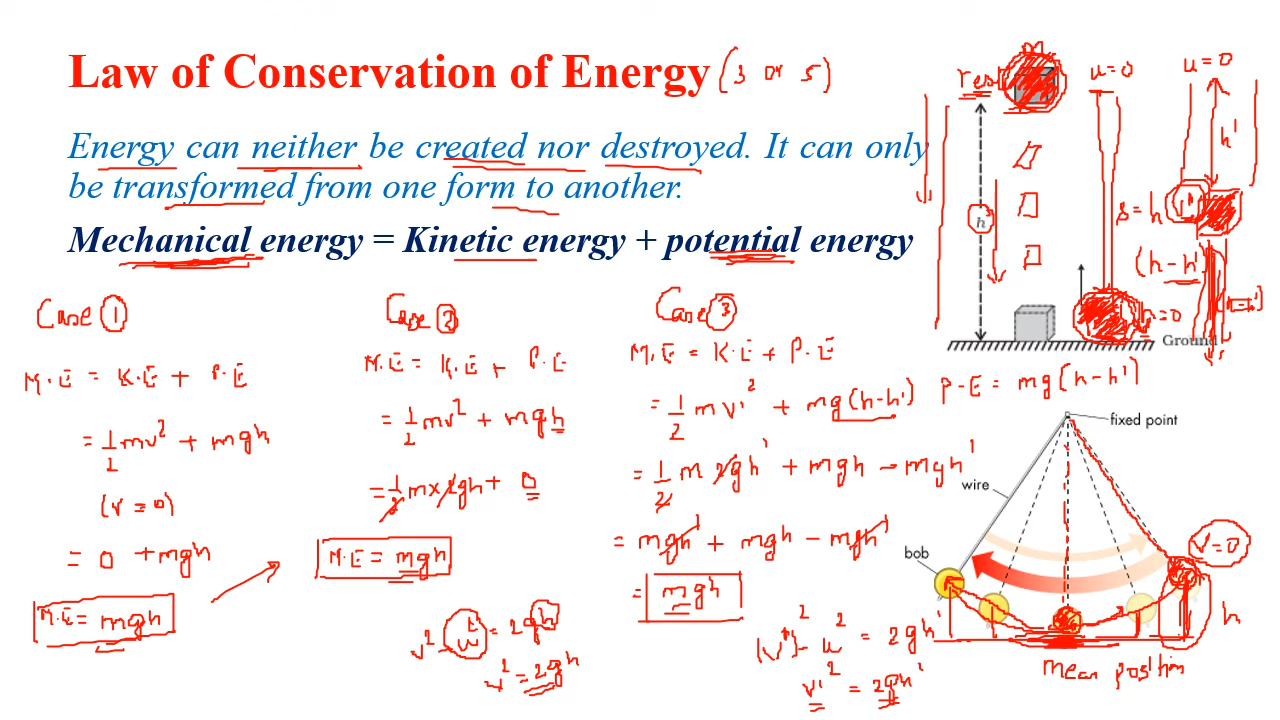 Law of Conservation of Energy (3 or 5)
Energy can neither be created nor destroyed. It can only
be transformed from one form to another.
Mechanical energy = Kinetic energy + potential energy
Case 1
M.E = K.E + P.E
= 1/2 mv² + mgh
(v = 0)
= 0 + mgh
M.E = mgh
Case 2
M.E = K.E + P.E
= 1/2 mv² + mgh
= 1/2 m × 2gh + 0
M.E = mgh
= 2gh
v² = 2gh
Case 3
M.E = K.E + P.E
= 1/2 mv'² + mg(h-h')
= 1/2 m 2gh' + mgh - mgh'
= mgh' + mgh - mgh'
= mgh
(v')² - u² = 2gh'
v'² = 2gh'
rest
u = 0
u = 0
h'
h
s = h'
(h - h')
h = 0
Ground
P.E = mg(h-h')
fixed point
wire
bob
v = 0
h
mean position